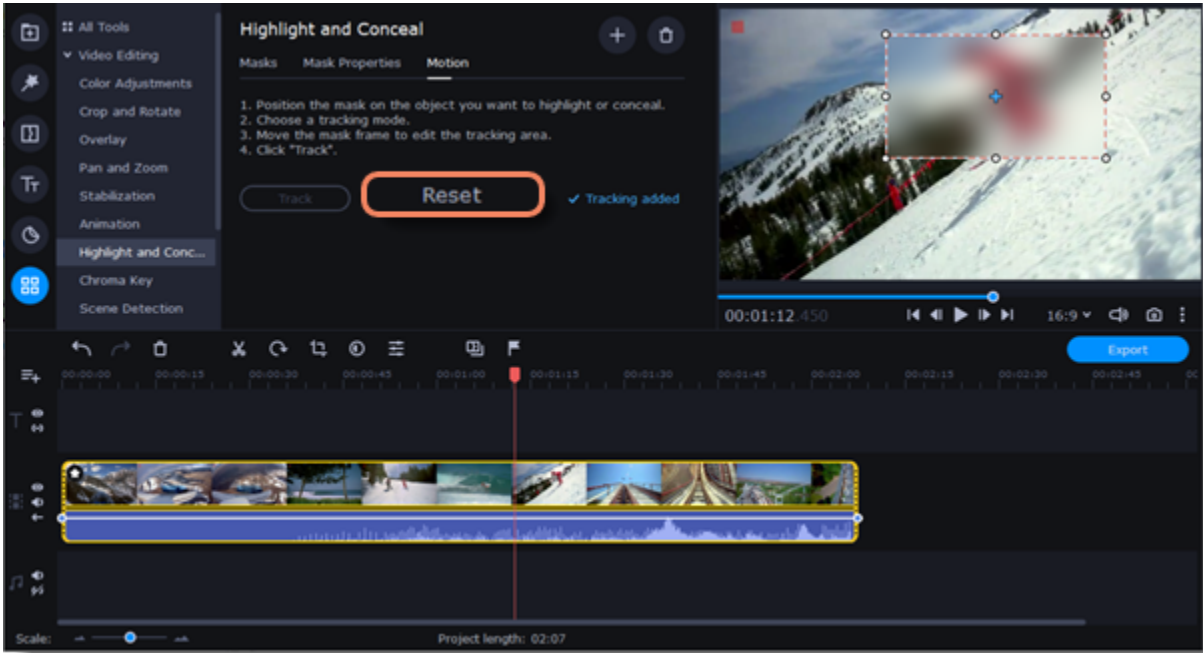 All Tools
Video Editing
Color Adjustments
Crop and Rotate
Overlay
Pan and Zoom
Stabilization
Animation
Highlight and Conc...
Chroma Key
Scene Detection
Highlight and Conceal
Masks Mask Properties Motion
1. Position the mask on the object you want to highlight or conceal.
2. Choose a tracking mode.
3. Move the mask frame to edit the tracking area.
4. Click "Track".
Track Reset Tracking added
00:01:12.450 16:9
Export
00:00:00 00:00:15 00:00:30 00:00:45 00:01:00 00:01:15 00:01:30 00:01:45 00:02:00 00:02:15 00:02:30 00:02:45 00
Scale: Project length: 02:07